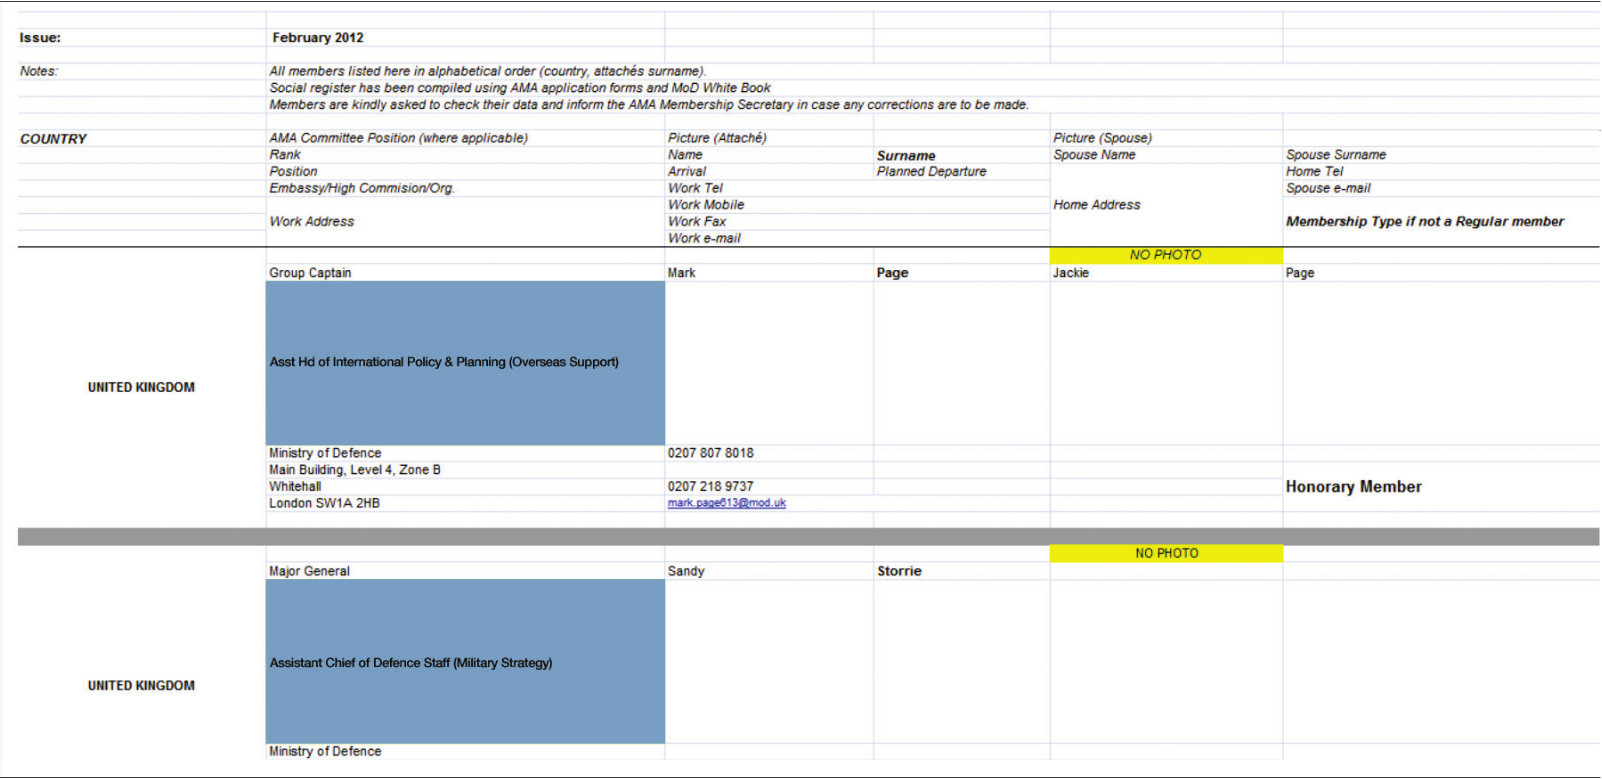 Issue: February 2012
Notes: All members listed here in alphabetical order (country, attachés surname).
Social register has been compiled using AMA application forms and MoD White Book
Members are kindly asked to check their data and inform the AMA Membership Secretary in case any corrections are to be made.
COUNTRY AMA Committee Position (where applicable) Picture (Attaché) Picture (Spouse)
Rank Name Surname Spouse Name Spouse Surname
Position Arrival Planned Departure Home Tel
Embassy/High Commision/Org. Work Tel Spouse e-mail
Work Mobile Home Address
Work Address Work Fax Membership Type if not a Regular member
Work e-mail
NO PHOTO
Group Captain Mark Page Jackie Page
Asst Hd of International Policy & Planning (Overseas Support)
UNITED KINGDOM
Ministry of Defence 0207 807 8018
Main Building, Level 4, Zone B
Whitehall 0207 218 9737 Honorary Member
London SW1A 2HB mark.page613@mod.uk
NO PHOTO
Major General Sandy Storrie
Assistant Chief of Defence Staff (Military Strategy)
UNITED KINGDOM
Ministry of Defence